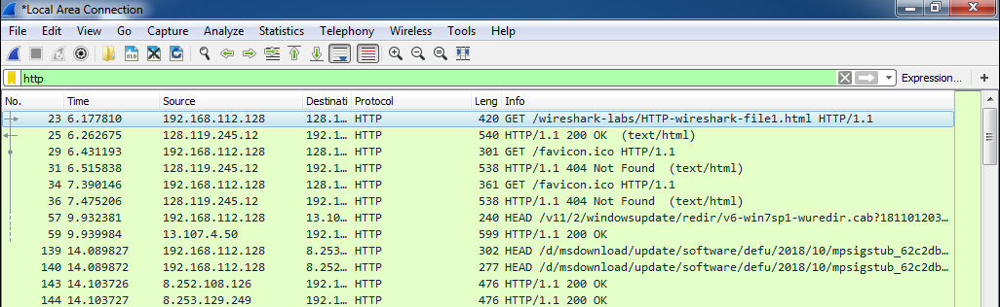 *Local Area Connection
File Edit View Go Capture Analyze Statistics Telephony Wireless Tools Help
http Expression... +
No. Time Source Destinati Protocol Leng Info
23 6.177810 192.168.112.128 128.1… HTTP 420 GET /wireshark-labs/HTTP-wireshark-file1.html HTTP/1.1
25 6.262675 128.119.245.12 192.1… HTTP 540 HTTP/1.1 200 OK (text/html)
29 6.431193 192.168.112.128 128.1… HTTP 301 GET /favicon.ico HTTP/1.1
31 6.515838 128.119.245.12 192.1… HTTP 538 HTTP/1.1 404 Not Found (text/html)
34 7.390146 192.168.112.128 128.1… HTTP 361 GET /favicon.ico HTTP/1.1
36 7.475206 128.119.245.12 192.1… HTTP 538 HTTP/1.1 404 Not Found (text/html)
57 9.932381 192.168.112.128 13.10… HTTP 240 HEAD /v11/2/windowsupdate/redir/v6-win7sp1-wuredir.cab?181101203…
59 9.939984 13.107.4.50 192.1… HTTP 599 HTTP/1.1 200 OK
139 14.089827 192.168.112.128 8.253… HTTP 302 HEAD /d/msdownload/update/software/defu/2018/10/mpsigstub_62c2db…
140 14.089872 192.168.112.128 8.252… HTTP 277 HEAD /d/msdownload/update/software/defu/2018/10/mpsigstub_62c2db…
143 14.103726 8.252.108.126 192.1… HTTP 476 HTTP/1.1 200 OK
144 14.103727 8.253.129.249 192.1… HTTP 476 HTTP/1.1 200 OK